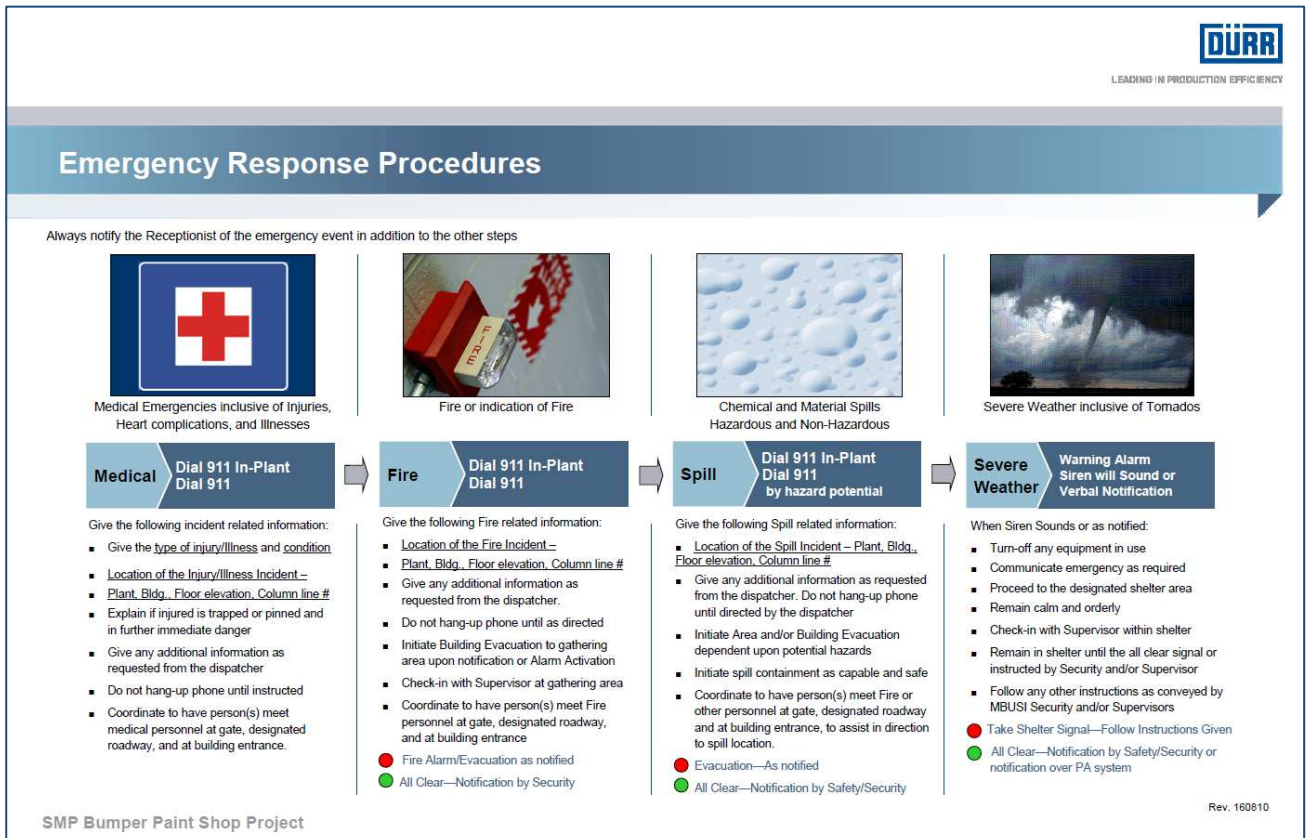 DÜRR
LEADING IN PRODUCTION EFFICIENCY
Emergency Response Procedures
Always notify the Receptionist of the emergency event in addition to the other steps
Medical Emergencies inclusive of Injuries,
Heart complications, and Illnesses
Medical
Dial 911 In-Plant
Dial 911
Give the following incident related information:
■ Give the type of injury/Illness and condition
■ Location of the Injury/Illness Incident –
■ Plant, Bldg., Floor elevation, Column line #
■ Explain if injured is trapped or pinned and
in further immediate danger
■ Give any additional information as
requested from the dispatcher
■ Do not hang-up phone until instructed
■ Coordinate to have person(s) meet
medical personnel at gate, designated
roadway, and at building entrance.
FIRE
Fire or indication of Fire
Fire
Dial 911 In-Plant
Dial 911
Give the following Fire related information:
■ Location of the Fire Incident –
■ Plant, Bldg., Floor elevation, Column line #
■ Give any additional information as
requested from the dispatcher.
■ Do not hang-up phone until as directed
■ Initiate Building Evacuation to gathering
area upon notification or Alarm Activation
■ Check-in with Supervisor at gathering area
■ Coordinate to have person(s) meet Fire
personnel at gate, designated roadway,
and at building entrance
Fire Alarm/Evacuation as notified
All Clear—Notification by Security
Chemical and Material Spills
Hazardous and Non-Hazardous
Spill
Dial 911 In-Plant
Dial 911
by hazard potential
Give the following Spill related information:
■ Location of the Spill Incident – Plant, Bldg.,
Floor elevation, Column line #
■ Give any additional information as requested
from the dispatcher. Do not hang-up phone
until directed by the dispatcher
■ Initiate Area and/or Building Evacuation
dependent upon potential hazards
■ Initiate spill containment as capable and safe
■ Coordinate to have person(s) meet Fire or
other personnel at gate, designated roadway
and at building entrance, to assist in direction
to spill location.
Evacuation—As notified
All Clear—Notification by Safety/Security
Severe Weather inclusive of Tornados
Severe
Weather
Warning Alarm
Siren will Sound or
Verbal Notification
When Siren Sounds or as notified:
■ Turn-off any equipment in use
■ Communicate emergency as required
■ Proceed to the designated shelter area
■ Remain calm and orderly
■ Check-in with Supervisor within shelter
■ Remain in shelter until the all clear signal or
instructed by Security and/or Supervisor
■ Follow any other instructions as conveyed by
MBUSI Security and/or Supervisors
Take Shelter Signal—Follow Instructions Given
All Clear—Notification by Safety/Security or
notification over PA system
Rev. 160810
SMP Bumper Paint Shop Project